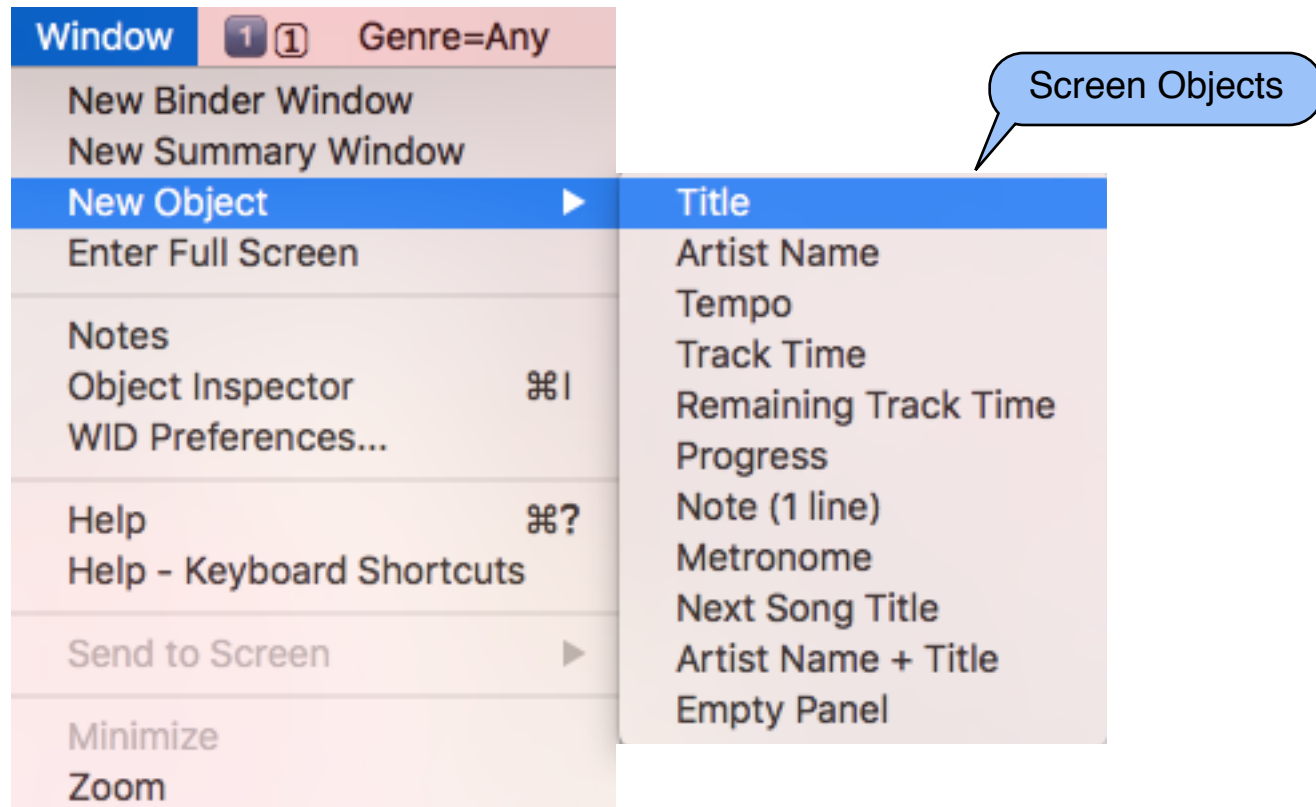 Window 1 1 Genre=Any
New Binder Window
New Summary Window
New Object ▶
Enter Full Screen
Notes
Object Inspector ⌘I
WID Preferences...
Help ⌘?
Help - Keyboard Shortcuts
Send to Screen ▶
Minimize
Zoom
Screen Objects
Title
Artist Name
Tempo
Track Time
Remaining Track Time
Progress
Note (1 line)
Metronome
Next Song Title
Artist Name + Title
Empty Panel